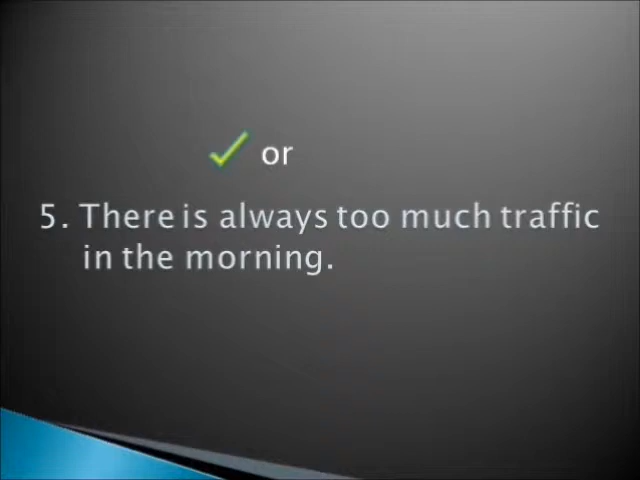 ✓ or
5. There is always too much traffic
in the morning.